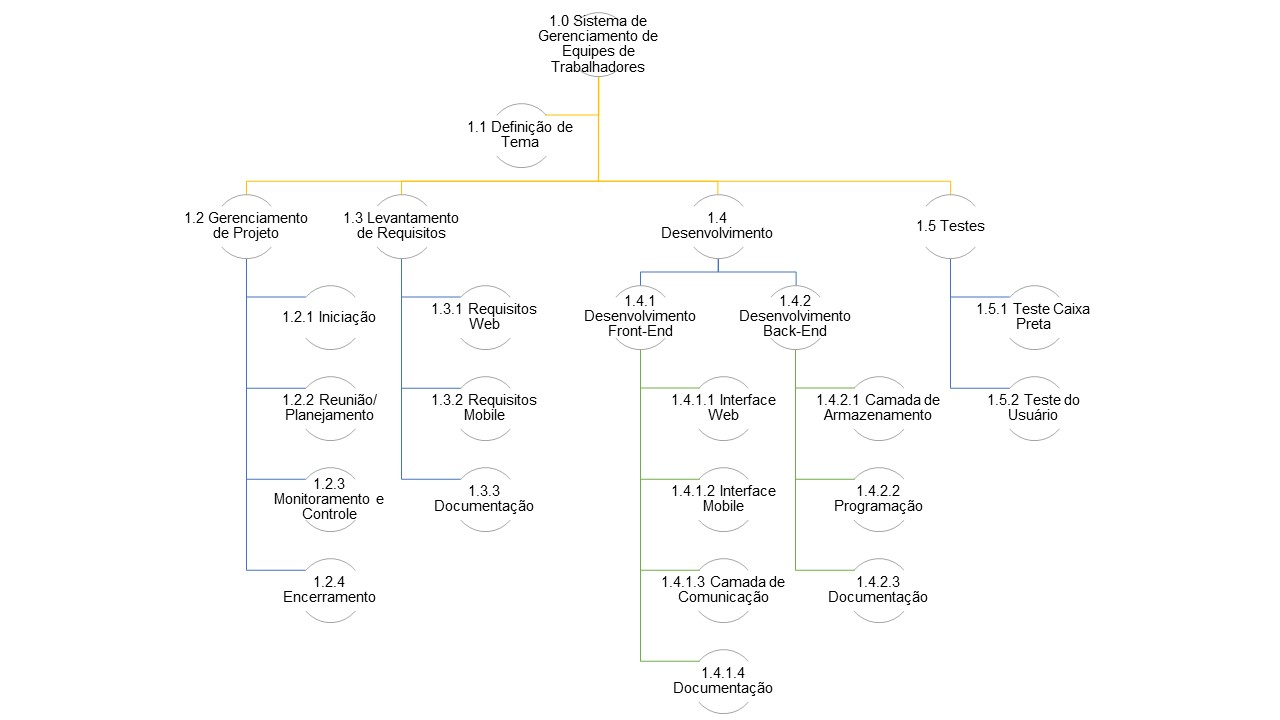 1.0 Sistema de
Gerenciamento de
Equipes de
Trabalhadores
1.1 Definição de
Tema
1.2 Gerenciamento
de Projeto
1.3 Levantamento
de Requisitos
1.4
Desenvolvimento
1.5 Testes
1.2.1 Iniciação
1.2.2 Reunião/
Planejamento
1.2.3
Monitoramento e
Controle
1.2.4
Encerramento
1.3.1 Requisitos
Web
1.3.2 Requisitos
Mobile
1.3.3
Documentação
1.4.1
Desenvolvimento
Front-End
1.4.1.1 Interface
Web
1.4.1.2 Interface
Mobile
1.4.1.3 Camada de
Comunicação
1.4.1.4
Documentação
1.4.2
Desenvolvimento
Back-End
1.4.2.1 Camada de
Armazenamento
1.4.2.2
Programação
1.4.2.3
Documentação
1.5.1 Teste Caixa
Preta
1.5.2 Teste do
Usuário